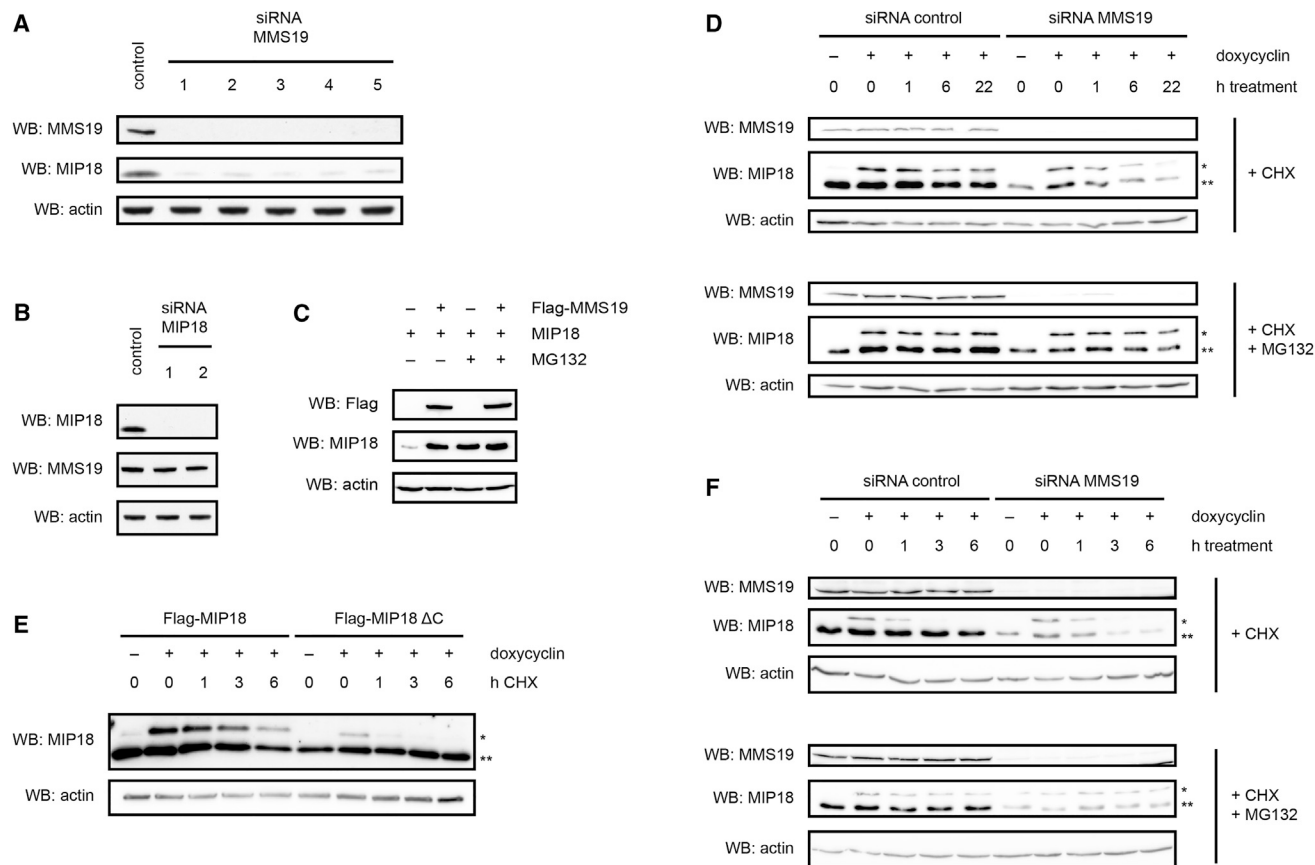 A
siRNA
MMS19
control
1 2 3 4 5
WB: MMS19
WB: MIP18
WB: actin
B
siRNA
MIP18
control
1 2
WB: MIP18
WB: MMS19
WB: actin
C
– + – + Flag-MMS19
+ + + + MIP18
– – + + MG132
WB: Flag
WB: MIP18
WB: actin
D
siRNA control siRNA MMS19
– + + + + – + + + + doxycyclin
0 0 1 6 22 0 0 1 6 22 h treatment
WB: MMS19
WB: MIP18 *
**
WB: actin
+ CHX
WB: MMS19
WB: MIP18 *
**
WB: actin
+ CHX
+ MG132
E
Flag-MIP18 Flag-MIP18 ΔC
– + + + + – + + + + doxycyclin
0 0 1 3 6 0 0 1 3 6 h CHX
WB: MIP18 *
**
WB: actin
F
siRNA control siRNA MMS19
– + + + + – + + + + doxycyclin
0 0 1 3 6 0 0 1 3 6 h treatment
WB: MMS19
WB: MIP18 *
**
WB: actin
+ CHX
WB: MMS19
WB: MIP18 *
**
WB: actin
+ CHX
+ MG132